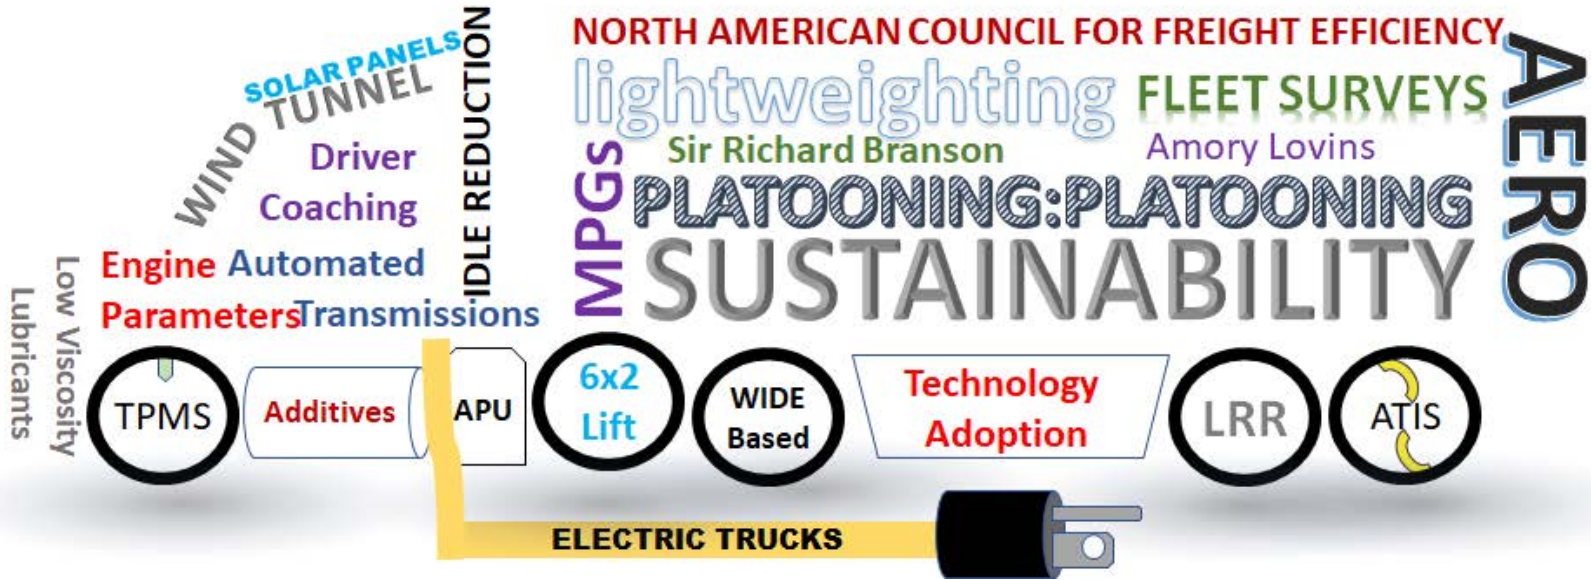 SOLAR PANELS
WIND TUNNEL
Driver
Coaching
Engine
Parameters
Automated
Transmissions
Low Viscosity
Lubricants
IDLE REDUCTION
NORTH AMERICAN COUNCIL FOR FREIGHT EFFICIENCY
lightweighting
FLEET SURVEYS
Sir Richard Branson
Amory Lovins
MPGs
PLATOONING:PLATOONING
SUSTAINABILITY
AERO
TPMS
Additives
APU
6x2
Lift
WIDE
Based
Technology
Adoption
LRR
ATIS
ELECTRIC TRUCKS